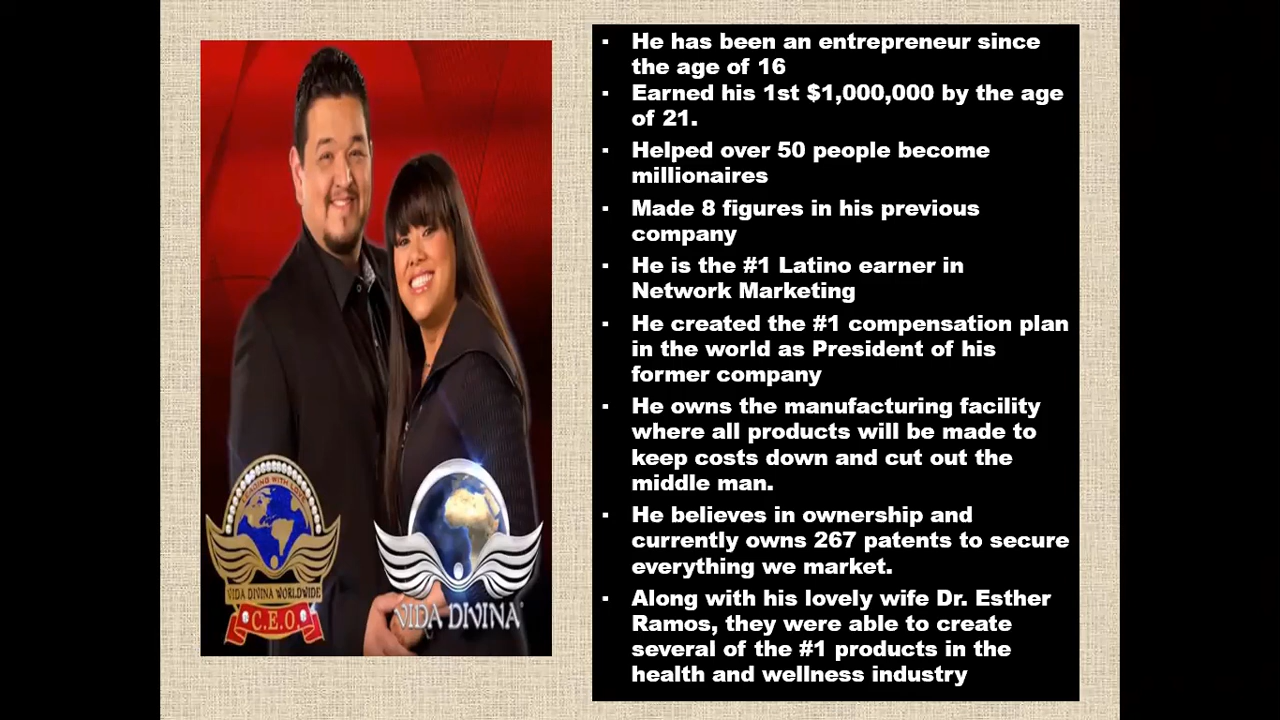 ▪ He has been an entrepreneur since
the age of 16
▪ Earned his 1st $1,000,000 by the age
of 21.
▪ Helped over 50 people become
millionaires
▪ Made 8 figures in his previous
company
▪ He is the #1 Latino earner in
Network Marketing
▪ He created the #1 compensation plan
in the world as President of his
former company
▪ He owns the manufacturing facility
where all products will be made to
keep costs down and cut out the
middle man.
▪ He believes in ownership and
currently owns 267 patents to secure
everything we market.
▪ Along with his lovely wife Dr. Esther
Ramos, they were able to create
several of the #1 products in the
health and wellness industry
VIDA DIVINA WORLDWIDE
C.E.O.
VIDA DIVINA